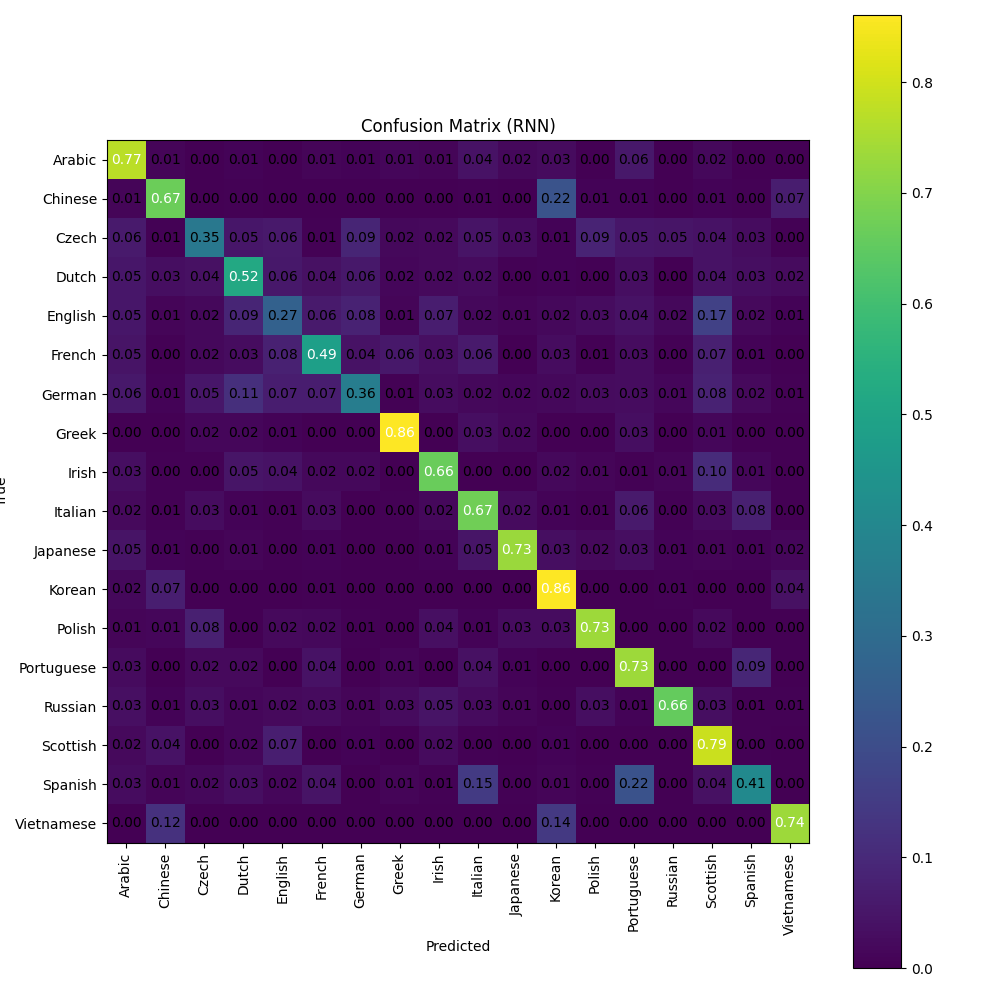 Confusion Matrix (RNN)
Arabic 0.77 0.01 0.00 0.01 0.00 0.01 0.01 0.01 0.01 0.04 0.02 0.03 0.00 0.06 0.00 0.02 0.00 0.00
Chinese 0.01 0.67 0.00 0.00 0.00 0.00 0.00 0.00 0.00 0.01 0.00 0.22 0.01 0.01 0.00 0.01 0.00 0.07
Czech 0.06 0.01 0.35 0.05 0.06 0.01 0.09 0.02 0.02 0.05 0.03 0.01 0.09 0.05 0.05 0.04 0.03 0.00
Dutch 0.05 0.03 0.04 0.52 0.06 0.04 0.06 0.02 0.02 0.02 0.00 0.01 0.00 0.03 0.00 0.04 0.03 0.02
English 0.05 0.01 0.02 0.09 0.27 0.06 0.08 0.01 0.07 0.02 0.01 0.02 0.03 0.04 0.02 0.17 0.02 0.01
French 0.05 0.00 0.02 0.03 0.08 0.49 0.04 0.06 0.03 0.06 0.00 0.03 0.01 0.03 0.00 0.07 0.01 0.00
German 0.06 0.01 0.05 0.11 0.07 0.07 0.36 0.01 0.03 0.02 0.02 0.02 0.03 0.03 0.01 0.08 0.02 0.01
Greek 0.00 0.00 0.02 0.02 0.01 0.00 0.00 0.86 0.00 0.03 0.02 0.00 0.00 0.03 0.00 0.01 0.00 0.00
Irish 0.03 0.00 0.00 0.05 0.04 0.02 0.02 0.00 0.66 0.00 0.00 0.02 0.01 0.01 0.01 0.10 0.01 0.00
Italian 0.02 0.01 0.03 0.01 0.01 0.03 0.00 0.00 0.02 0.67 0.02 0.01 0.01 0.06 0.00 0.03 0.08 0.00
Japanese 0.05 0.01 0.00 0.01 0.00 0.01 0.00 0.00 0.01 0.05 0.73 0.03 0.02 0.03 0.01 0.01 0.01 0.02
Korean 0.02 0.07 0.00 0.00 0.00 0.01 0.00 0.00 0.00 0.00 0.00 0.86 0.00 0.00 0.01 0.00 0.00 0.04
Polish 0.01 0.01 0.08 0.00 0.02 0.02 0.01 0.00 0.04 0.01 0.03 0.03 0.73 0.00 0.00 0.02 0.00 0.00
Portuguese 0.03 0.00 0.02 0.02 0.00 0.04 0.00 0.01 0.00 0.04 0.01 0.00 0.00 0.73 0.00 0.00 0.09 0.00
Russian 0.03 0.01 0.03 0.01 0.02 0.03 0.01 0.03 0.05 0.03 0.01 0.00 0.03 0.01 0.66 0.03 0.01 0.01
Scottish 0.02 0.04 0.00 0.02 0.07 0.00 0.01 0.00 0.02 0.00 0.00 0.01 0.00 0.00 0.00 0.79 0.00 0.00
Spanish 0.03 0.01 0.02 0.03 0.02 0.04 0.00 0.01 0.01 0.15 0.00 0.01 0.00 0.22 0.00 0.04 0.41 0.00
Vietnamese 0.00 0.12 0.00 0.00 0.00 0.00 0.00 0.00 0.00 0.00 0.00 0.14 0.00 0.00 0.00 0.00 0.00 0.74
Arabic Chinese Czech Dutch English French German Greek Irish Italian Japanese Korean Polish Portuguese Russian Scottish Spanish Vietnamese
Predicted
0.8
0.7
0.6
0.5
0.4
0.3
0.2
0.1
0.0